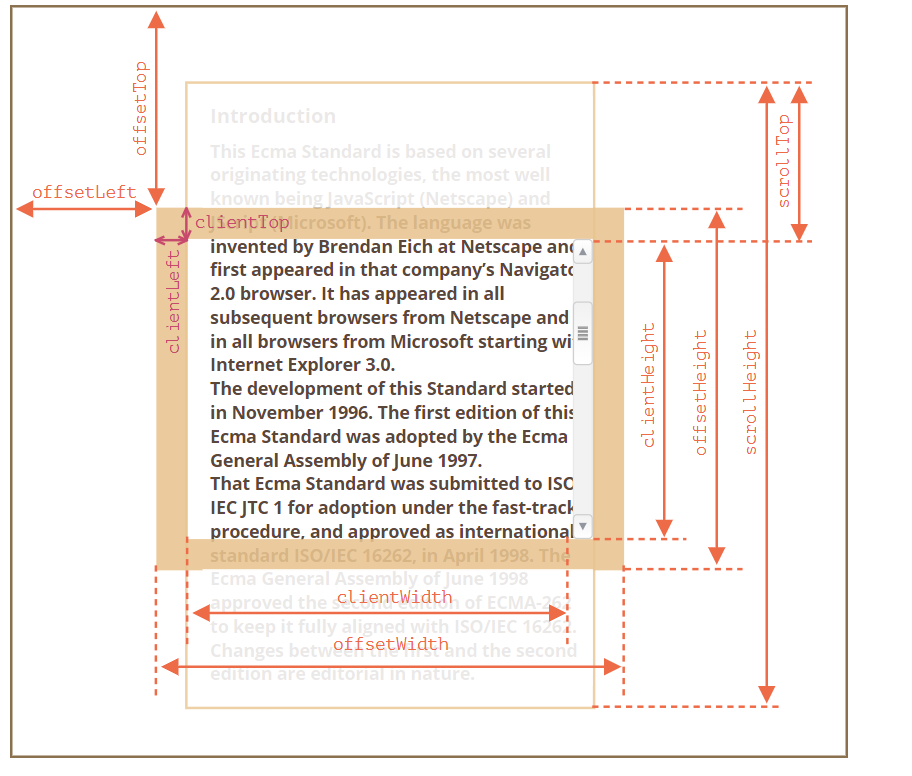 offsetTop
Introduction
This Ecma Standard is based on several
originating technologies, the most well
known being JavaScript (Netscape) and
scrollTop
offsetLeft
clientTop
(Microsoft). The language was
invented by Brendan Eich at Netscape and
first appeared in that company’s Navigato
2.0 browser. It has appeared in all
subsequent browsers from Netscape and
in all browsers from Microsoft starting wi
Internet Explorer 3.0.
The development of this Standard started
in November 1996. The first edition of this
Ecma Standard was adopted by the Ecma
General Assembly of June 1997.
That Ecma Standard was submitted to ISO
IEC JTC 1 for adoption under the fast-track
procedure, and approved as international
standard ISO/IEC 16262, in April 1998. The
Ecma General Assembly of June 1998
approved the second edition of ECMA-262
to keep it fully aligned with ISO/IEC 16262.
Changes between the first and the second
edition are editorial in nature.
clientLeft
clientHeight
offsetHeight
scrollHeight
clientWidth
offsetWidth